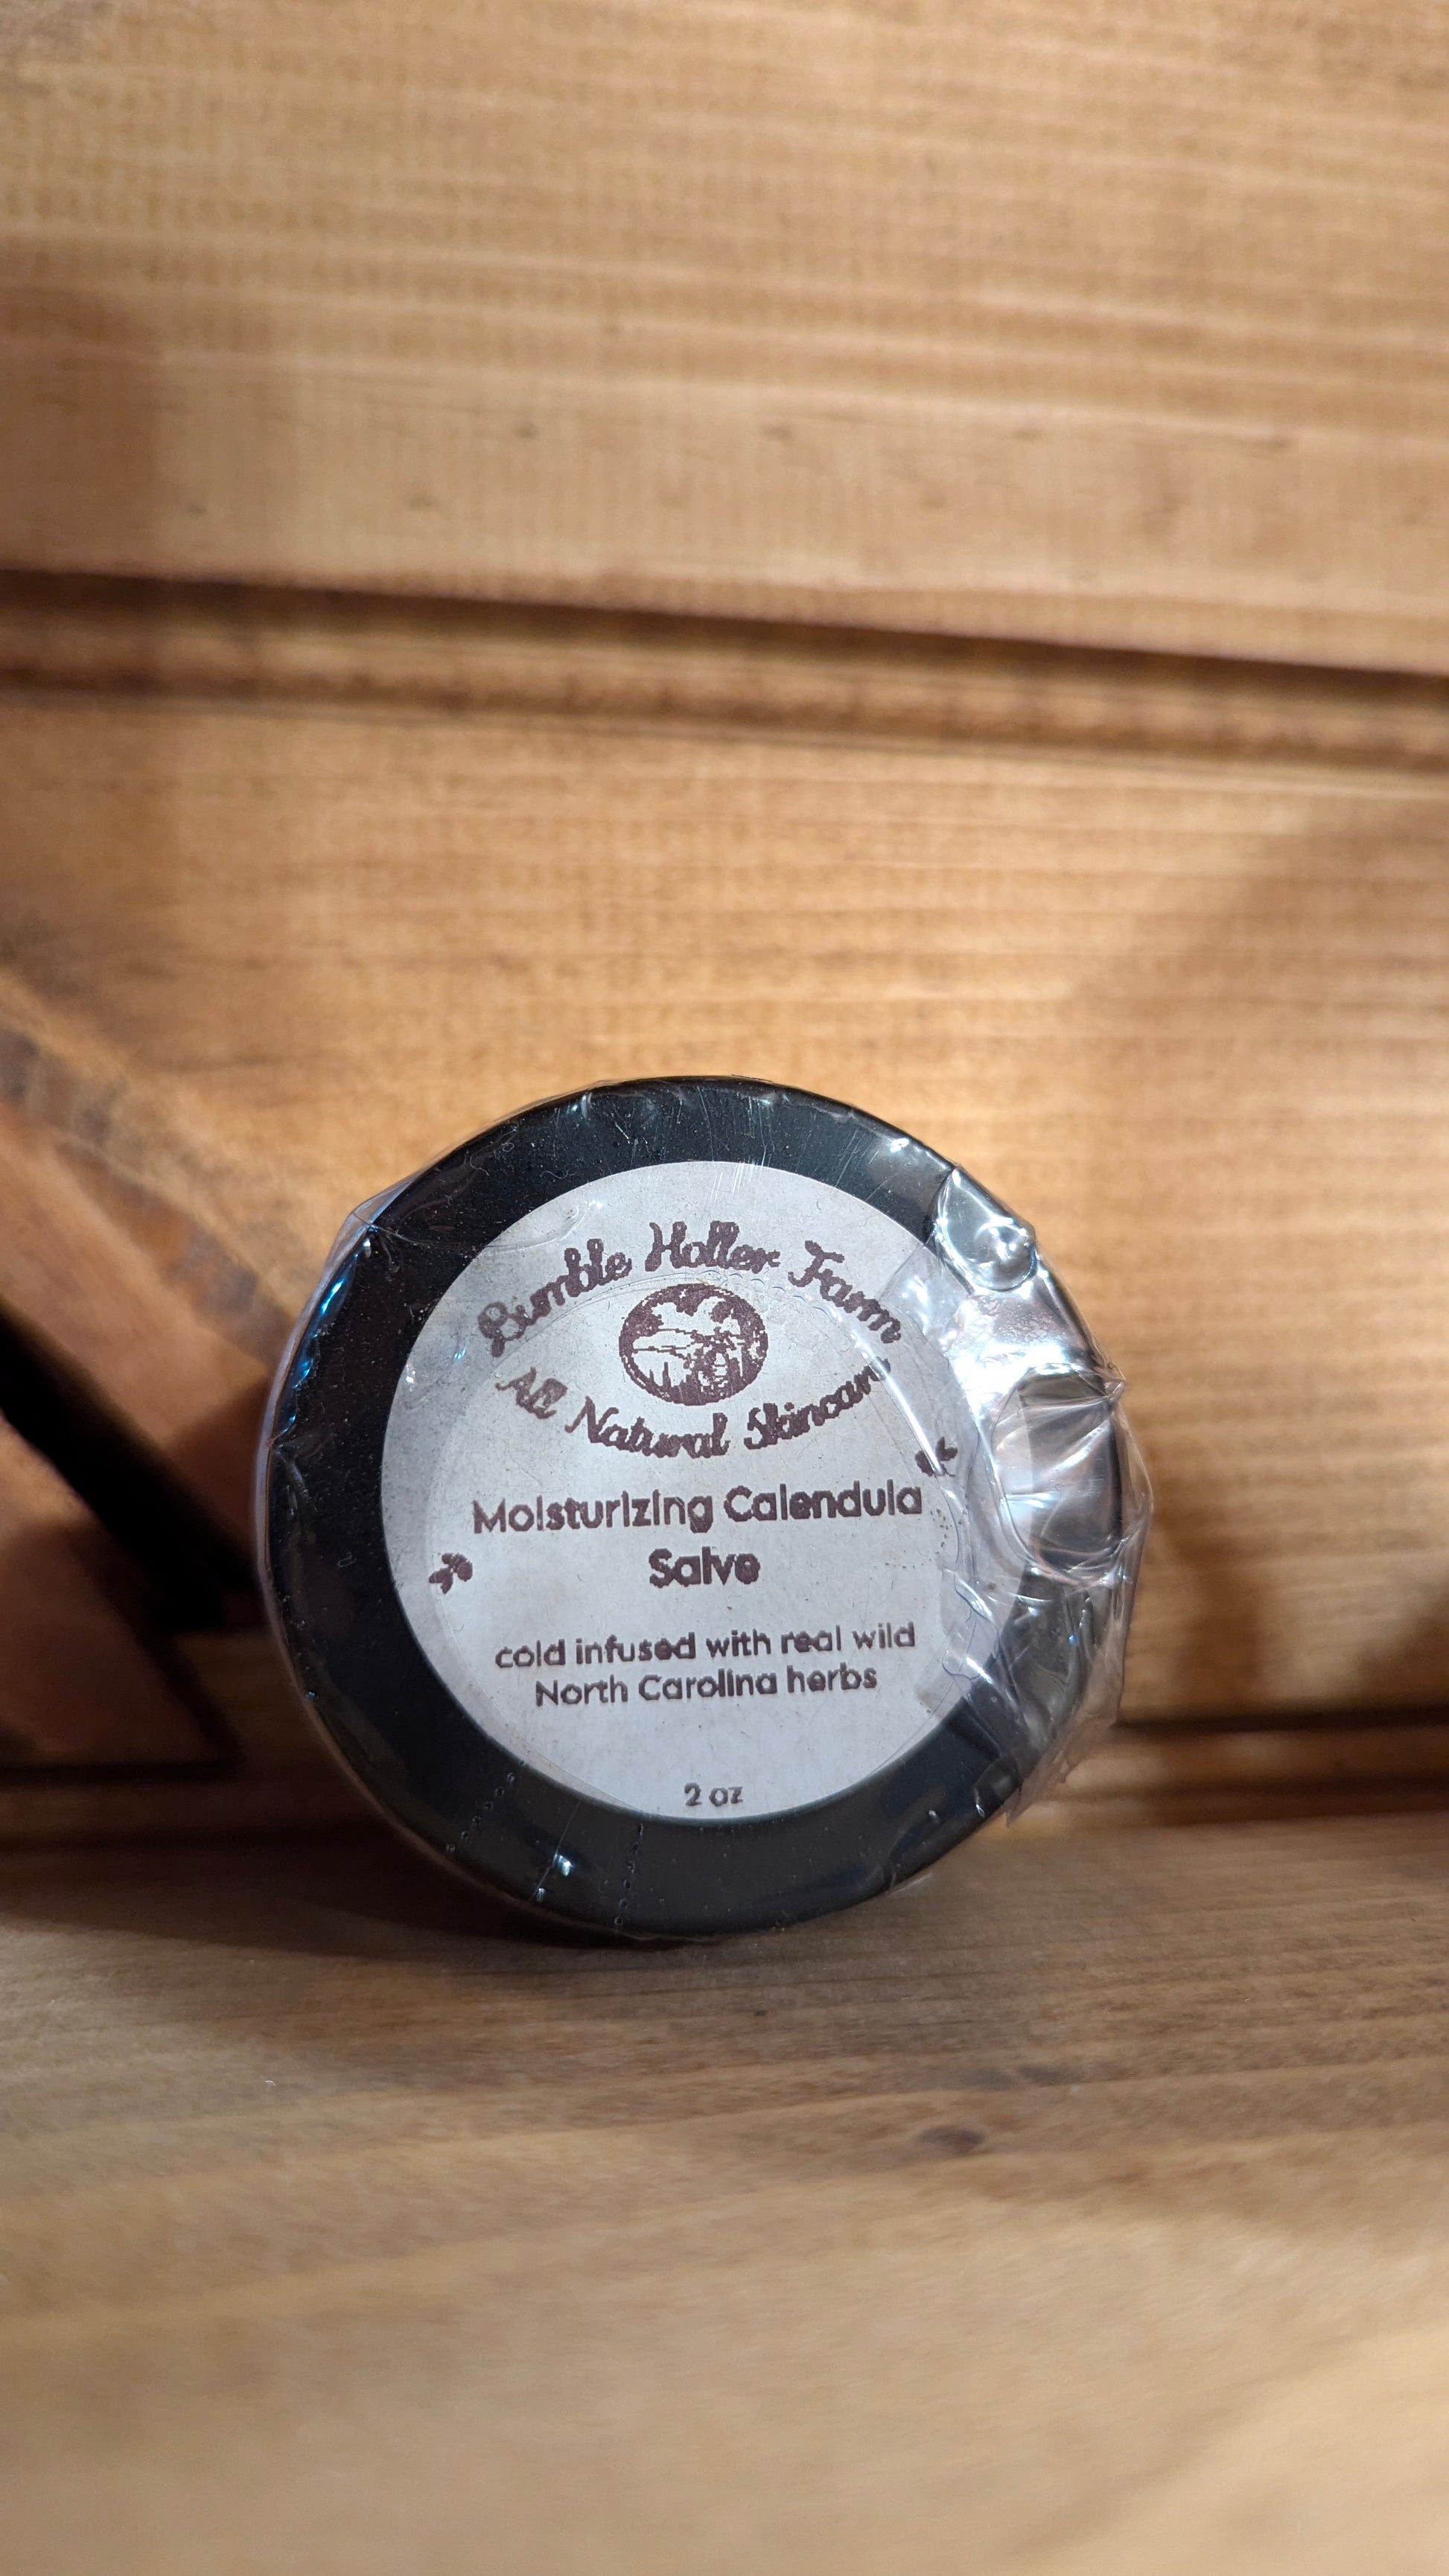 Bumble Holler Farm
All Natural Skincare
Moisturizing Calendula
Salve
cold infused with real wild
North Carolina herbs
2 oz